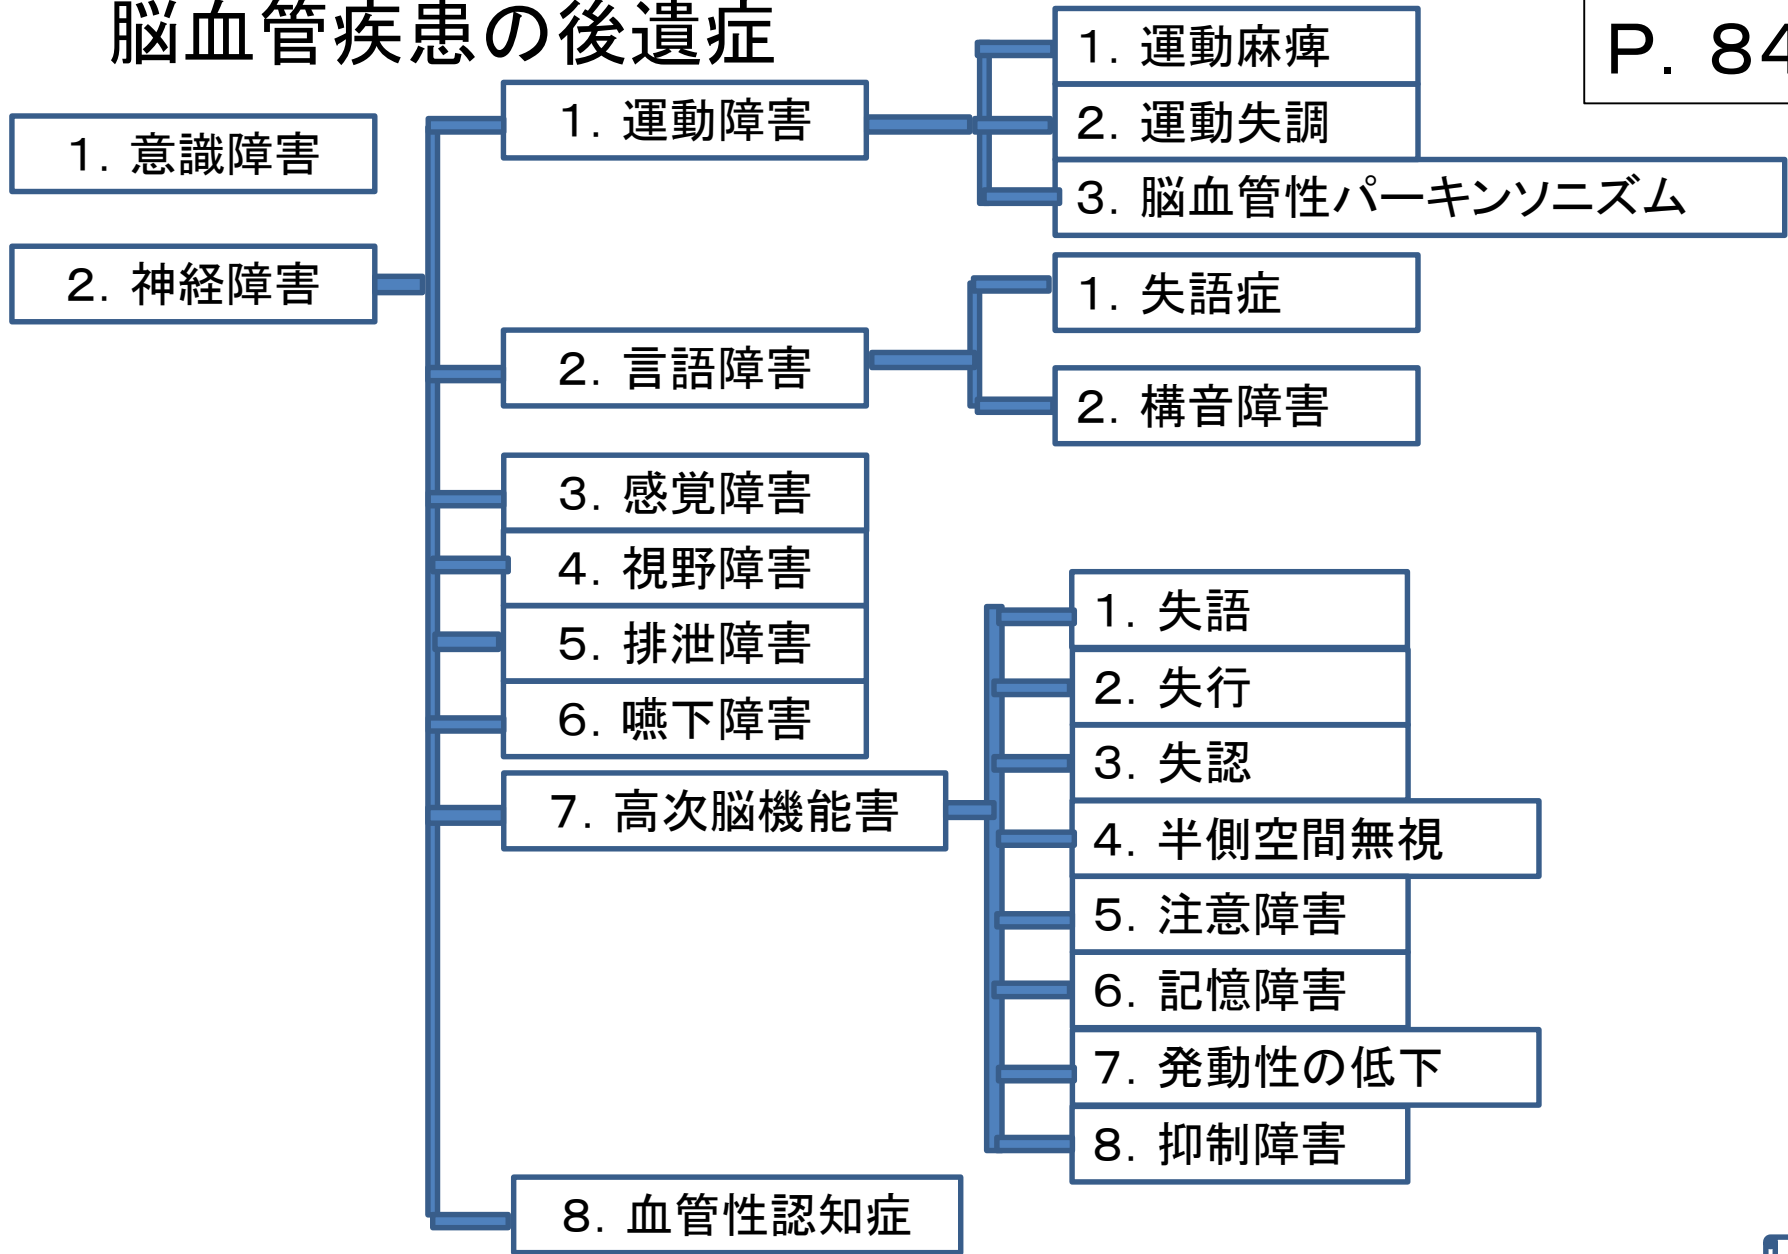 脳血管疾患の後遺症
P. 84
1. 意識障害
2. 神経障害
1. 運動障害
1. 運動麻痺
2. 運動失調
3. 脳血管性パーキンソニズム
2. 言語障害
1. 失語症
2. 構音障害
3. 感覚障害
4. 視野障害
5. 排泄障害
6. 嚥下障害
7. 高次脳機能害
1. 失語
2. 失行
3. 失認
4. 半側空間無視
5. 注意障害
6. 記憶障害
7. 発動性の低下
8. 抑制障害
8. 血管性認知症